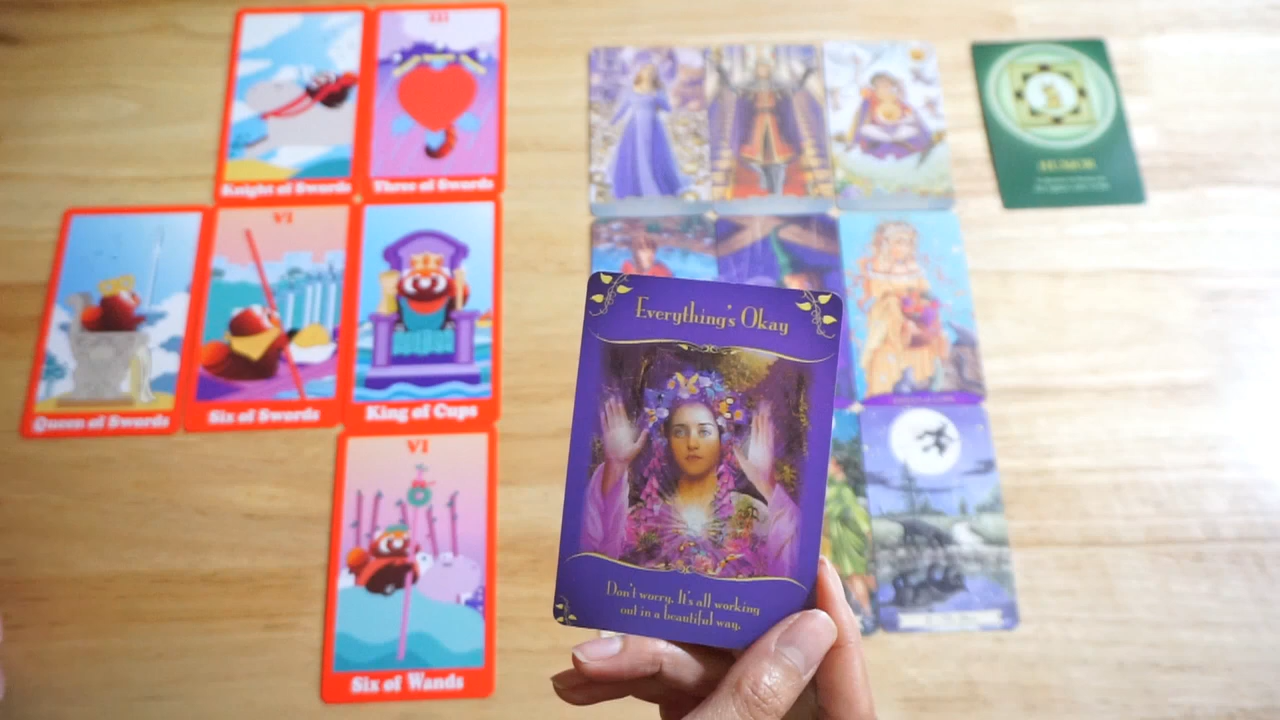 III
Knight of Swords
Three of Swords
HUMOR
VI
Queen of Swords
Six of Swords
King of Cups
VI
Six of Wands
Everything's Okay
Don't worry. It's all working
out in a beautiful way.